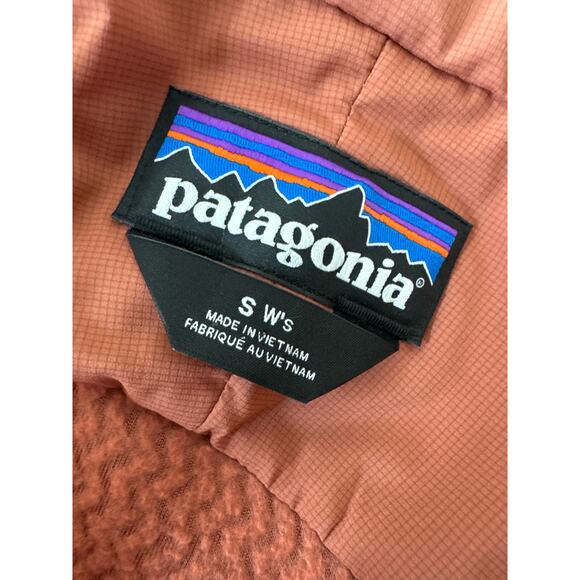 patagonia®
S W's
MADE IN VIETNAM
FABRIQUÉ AU VIETNAM